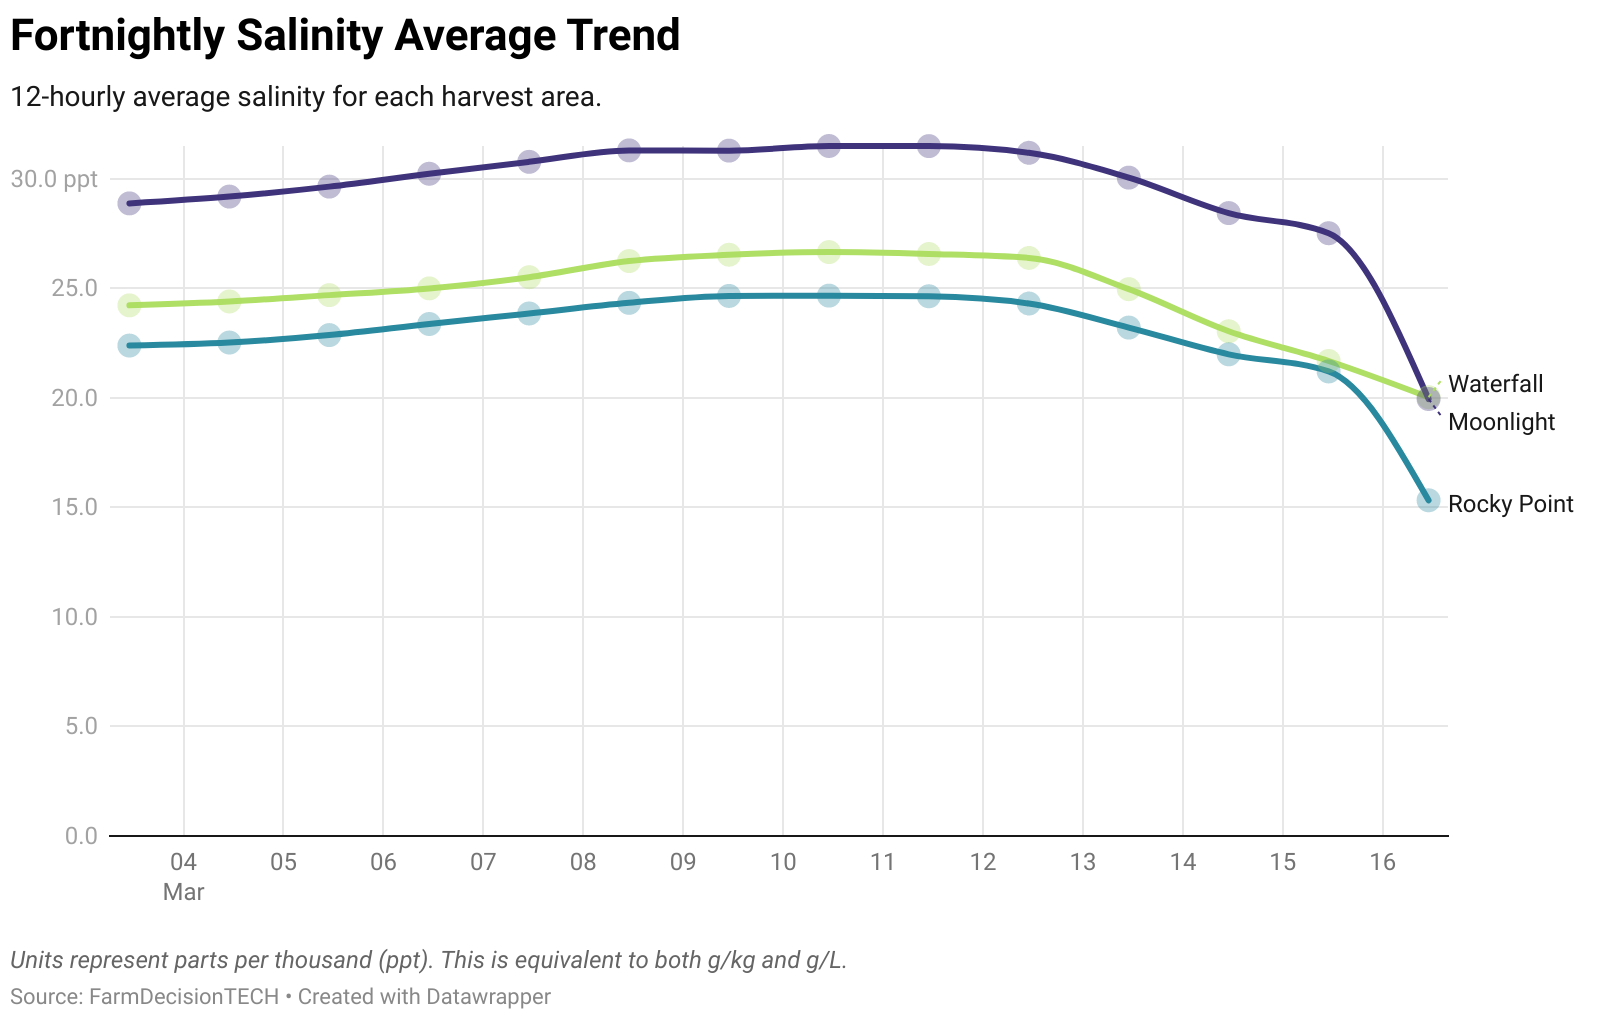 Fortnightly Salinity Average Trend
12-hourly average salinity for each harvest area.
30.0 ppt
25.0
20.0
15.0
10.0
5.0
0.0
Waterfall
Moonlight
Rocky Point
04 05 06 07 08 09 10 11 12 13 14 15 16
Mar
Units represent parts per thousand (ppt). This is equivalent to both g/kg and g/L.
Source: FarmDecisionTECH • Created with Datawrapper